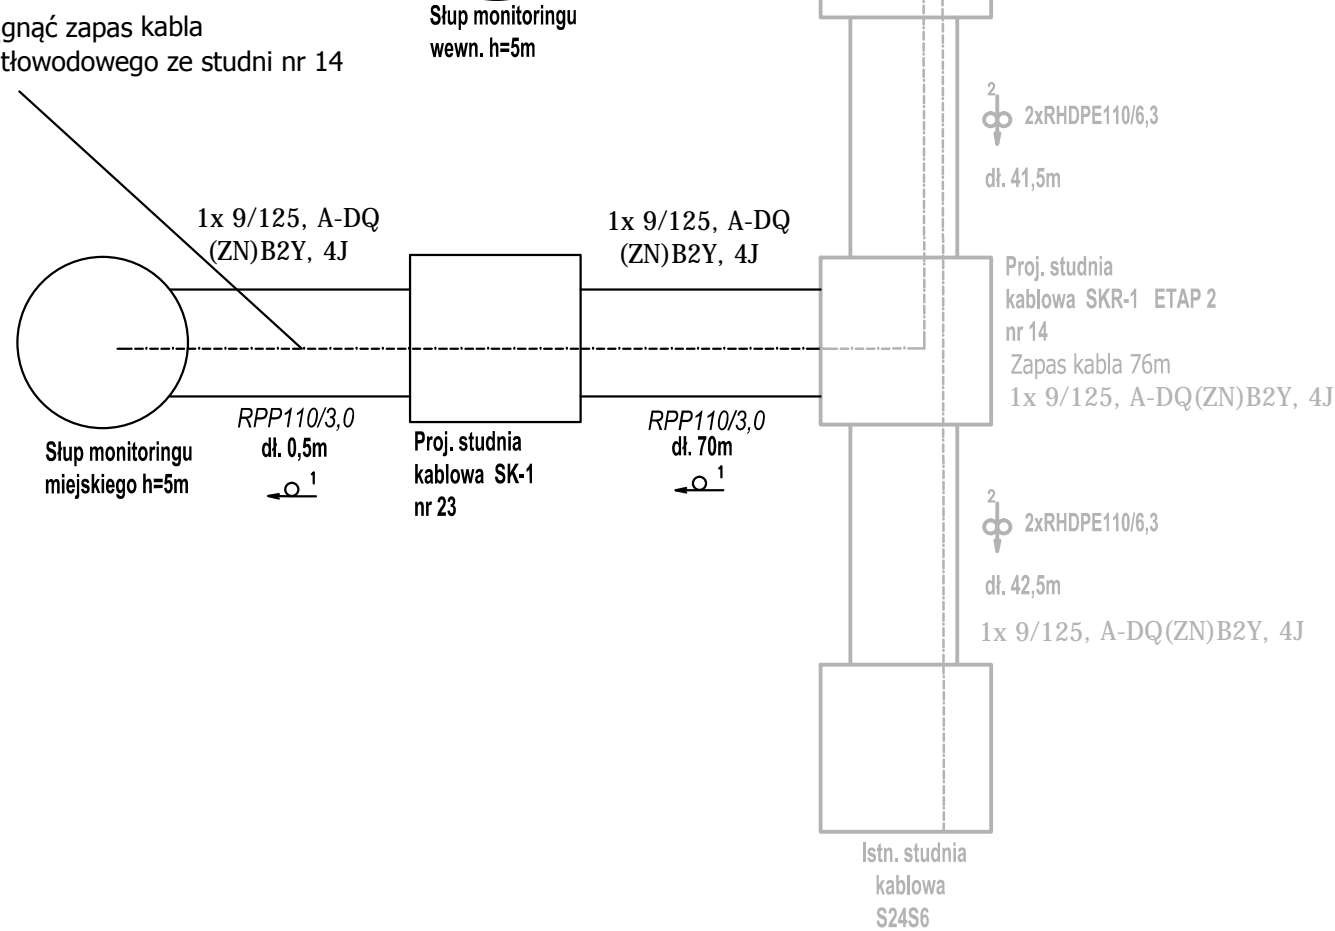 gnąć zapas kabla
tłowodowego ze studni nr 14
Słup monitoringu
wewn. h=5m
2
2xRHDPE110/6,3
dł. 41,5m
1x 9/125, A-DQ
(ZN)B2Y, 4J
1x 9/125, A-DQ
(ZN)B2Y, 4J
Proj. studnia
kablowa SKR-1 ETAP 2
nr 14
Zapas kabla 76m
1x 9/125, A-DQ(ZN)B2Y, 4J
RPP110/3,0
dł. 0,5m
1
RPP110/3,0
dł. 70m
1
Słup monitoringu
miejskiego h=5m
Proj. studnia
kablowa SK-1
nr 23
2
2xRHDPE110/6,3
dł. 42,5m
1x 9/125, A-DQ(ZN)B2Y, 4J
Istn. studnia
kablowa
S24S6